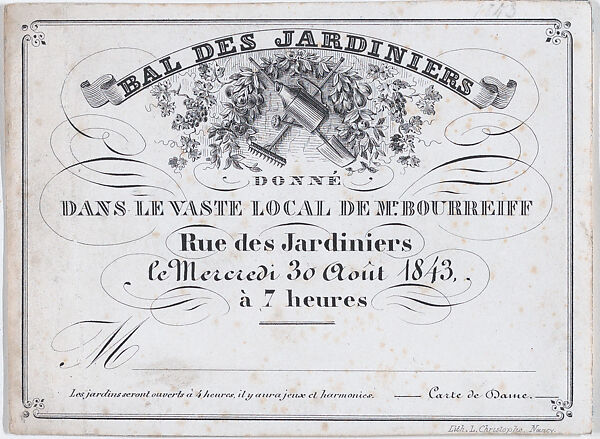 BAL DES JARDINIERS
DONNÉ
DANS LE VASTE LOCAL DE Mr. BOURREIFF
Rue des Jardiniers
le Mercredi 30 Août 1843,
à 7 heures
M
Les jardins seront ouverts à 4 heures, il y aura jeux et harmonies.
Carte de Dame.
Lith. L. Christophe, Nancy.